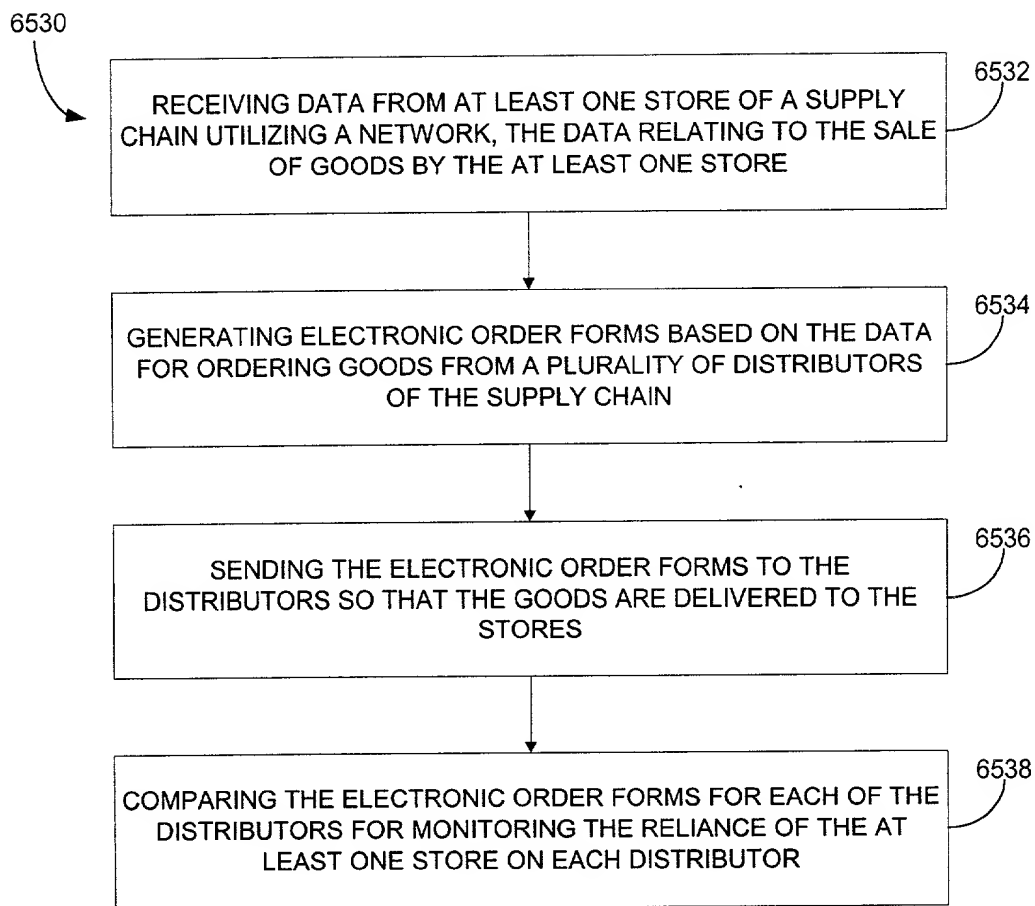 6530
6532
RECEIVING DATA FROM AT LEAST ONE STORE OF A SUPPLY
CHAIN UTILIZING A NETWORK, THE DATA RELATING TO THE SALE
OF GOODS BY THE AT LEAST ONE STORE
6534
GENERATING ELECTRONIC ORDER FORMS BASED ON THE DATA
FOR ORDERING GOODS FROM A PLURALITY OF DISTRIBUTORS
OF THE SUPPLY CHAIN
6536
SENDING THE ELECTRONIC ORDER FORMS TO THE
DISTRIBUTORS SO THAT THE GOODS ARE DELIVERED TO THE
STORES
6538
COMPARING THE ELECTRONIC ORDER FORMS FOR EACH OF THE
DISTRIBUTORS FOR MONITORING THE RELIANCE OF THE AT
LEAST ONE STORE ON EACH DISTRIBUTOR